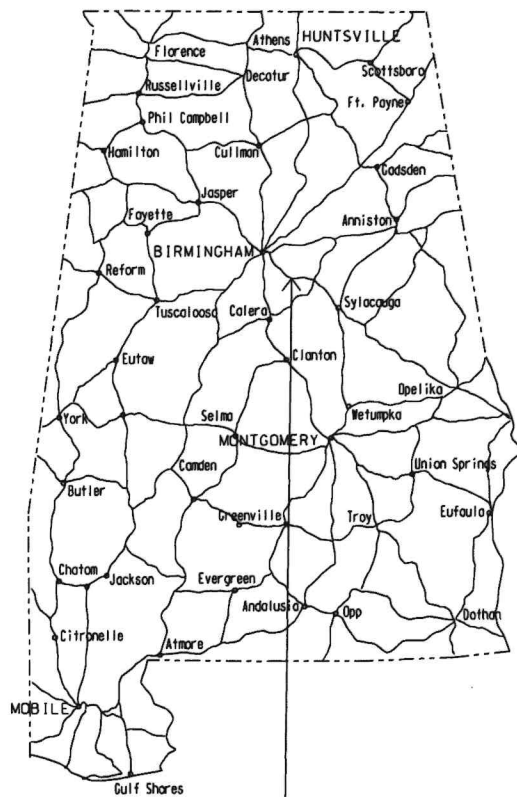 HUNTSVILLE
Athens
Florence
Scottsboro
Decatur
Russellville
Ft. Payne
Phil Campbell
Hamilton
Cullman
Gadsden
Jasper
Fayette
Anniston
BIRMINGHAM
Reform
Sylacauga
Tuscaloosa
Calera
Eutaw
Clanton
Opelika
York
Selma
Wetumpka
MONTGOMERY
Camden
Union Springs
Butler
Greenville
Troy
Eufaula
Chatom
Jackson
Evergreen
Andalusia
Opp
Dothan
Citronelle
Atmore
MOBILE
Gulf Shores